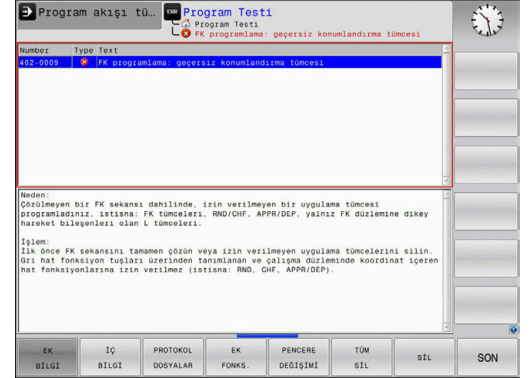 Program akışı tü...
ERR Program Testi
Program Testi
FK programlama: geçersiz konumlandırma tümcesi
Number Type Text
402-0009 FK programlama: geçersiz konumlandırma tümcesi
Neden:
Çözülmeyen bir FK sekansı dahilinde, izin verilmeyen bir uygulama tümcesi
programladınız, istisna: FK tümceleri, RND/CHF, APPR/DEP, yalnız FK düzlemine dikey
hareket bileşenleri olan L tümceleri.
İşlem:
İlk önce FK sekansını tamamen çözün veya izin verilmeyen uygulama tümcelerini silin.
Gri hat fonksiyon tuşları üzerinden tanımlanan ve çalışma düzleminde koordinat içeren
hat fonksiyonlarına izin verilmez (istisna: RND, CHF, APPR/DEP).
EK BİLGİ
İÇ BİLGİ
PROTOKOL DOSYALAR
EK FONKS.
PENCERE DEĞİŞİMİ
TÜM SİL
SİL
SON